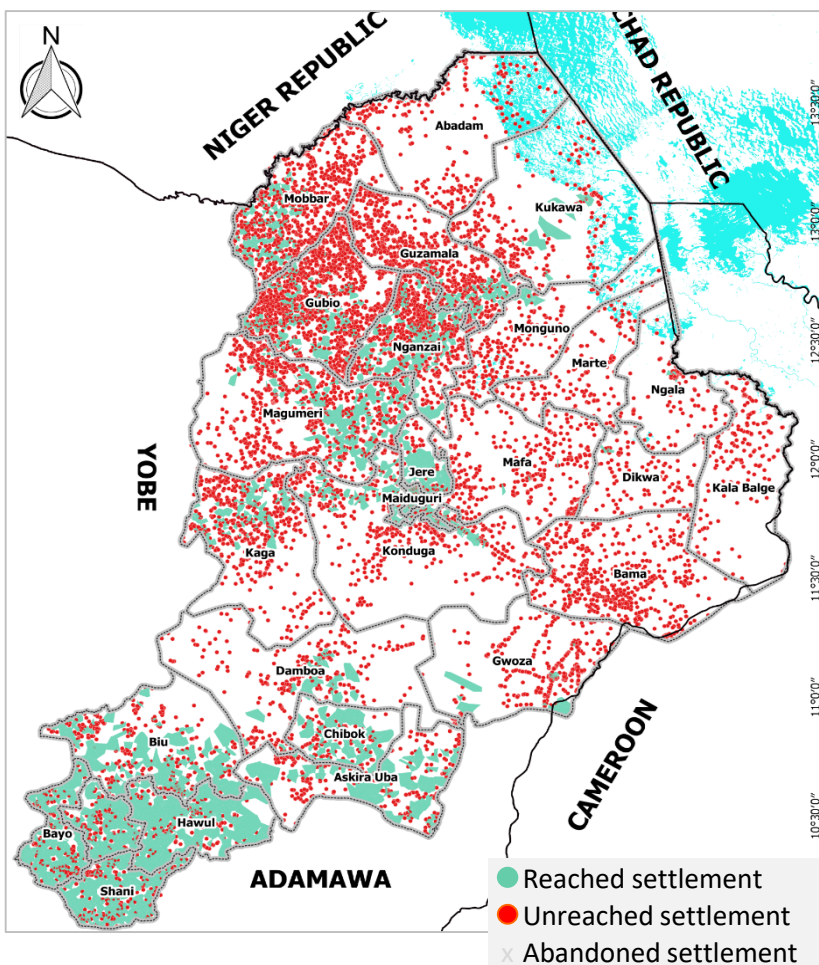 N
NIGER REPUBLIC
CHAD REPUBLIC
13°30'0"
Abadam
Mobbar
Kukawa
13°0'0"
Guzamala
Gubio
Monguno
12°30'0"
Nganzai
Marte
Ngala
Magumeri
YOBE
Jere
Mafa
12°0'0"
Dikwa
Kala Balge
Maiduguri
Kaga
Konduga
Bama
11°30'0"
Gwoza
Damboa
11°0'0"
Chibok
Biu
CAMEROON
Askira Uba
Hawul
Bayo
10°30'0"
ADAMAWA
Shani
Reached settlement
Unreached settlement
x Abandoned settlement